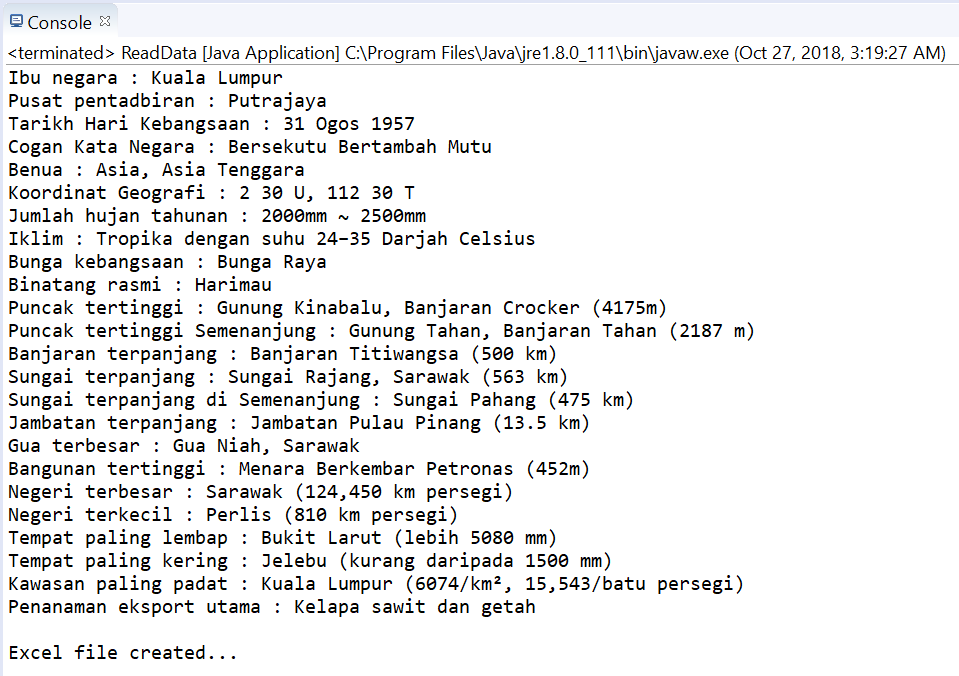 Console
<terminated> ReadData [Java Application] C:\Program Files\Java\jre1.8.0_111\bin\javaw.exe (Oct 27, 2018, 3:19:27 AM)
Ibu negara : Kuala Lumpur
Pusat pentadbiran : Putrajaya
Tarikh Hari Kebangsaan : 31 Ogos 1957
Cogan Kata Negara : Bersekutu Bertambah Mutu
Benua : Asia, Asia Tenggara
Koordinat Geografi : 2 30 U, 112 30 T
Jumlah hujan tahunan : 2000mm ~ 2500mm
Iklim : Tropika dengan suhu 24–35 Darjah Celsius
Bunga kebangsaan : Bunga Raya
Binatang rasmi : Harimau
Puncak tertinggi : Gunung Kinabalu, Banjaran Crocker (4175m)
Puncak tertinggi Semenanjung : Gunung Tahan, Banjaran Tahan (2187 m)
Banjaran terpanjang : Banjaran Titiwangsa (500 km)
Sungai terpanjang : Sungai Rajang, Sarawak (563 km)
Sungai terpanjang di Semenanjung : Sungai Pahang (475 km)
Jambatan terpanjang : Jambatan Pulau Pinang (13.5 km)
Gua terbesar : Gua Niah, Sarawak
Bangunan tertinggi : Menara Berkembar Petronas (452m)
Negeri terbesar : Sarawak (124,450 km persegi)
Negeri terkecil : Perlis (810 km persegi)
Tempat paling lembap : Bukit Larut (lebih 5080 mm)
Tempat paling kering : Jelebu (kurang daripada 1500 mm)
Kawasan paling padat : Kuala Lumpur (6074/km², 15,543/batu persegi)
Penanaman eksport utama : Kelapa sawit dan getah
Excel file created...